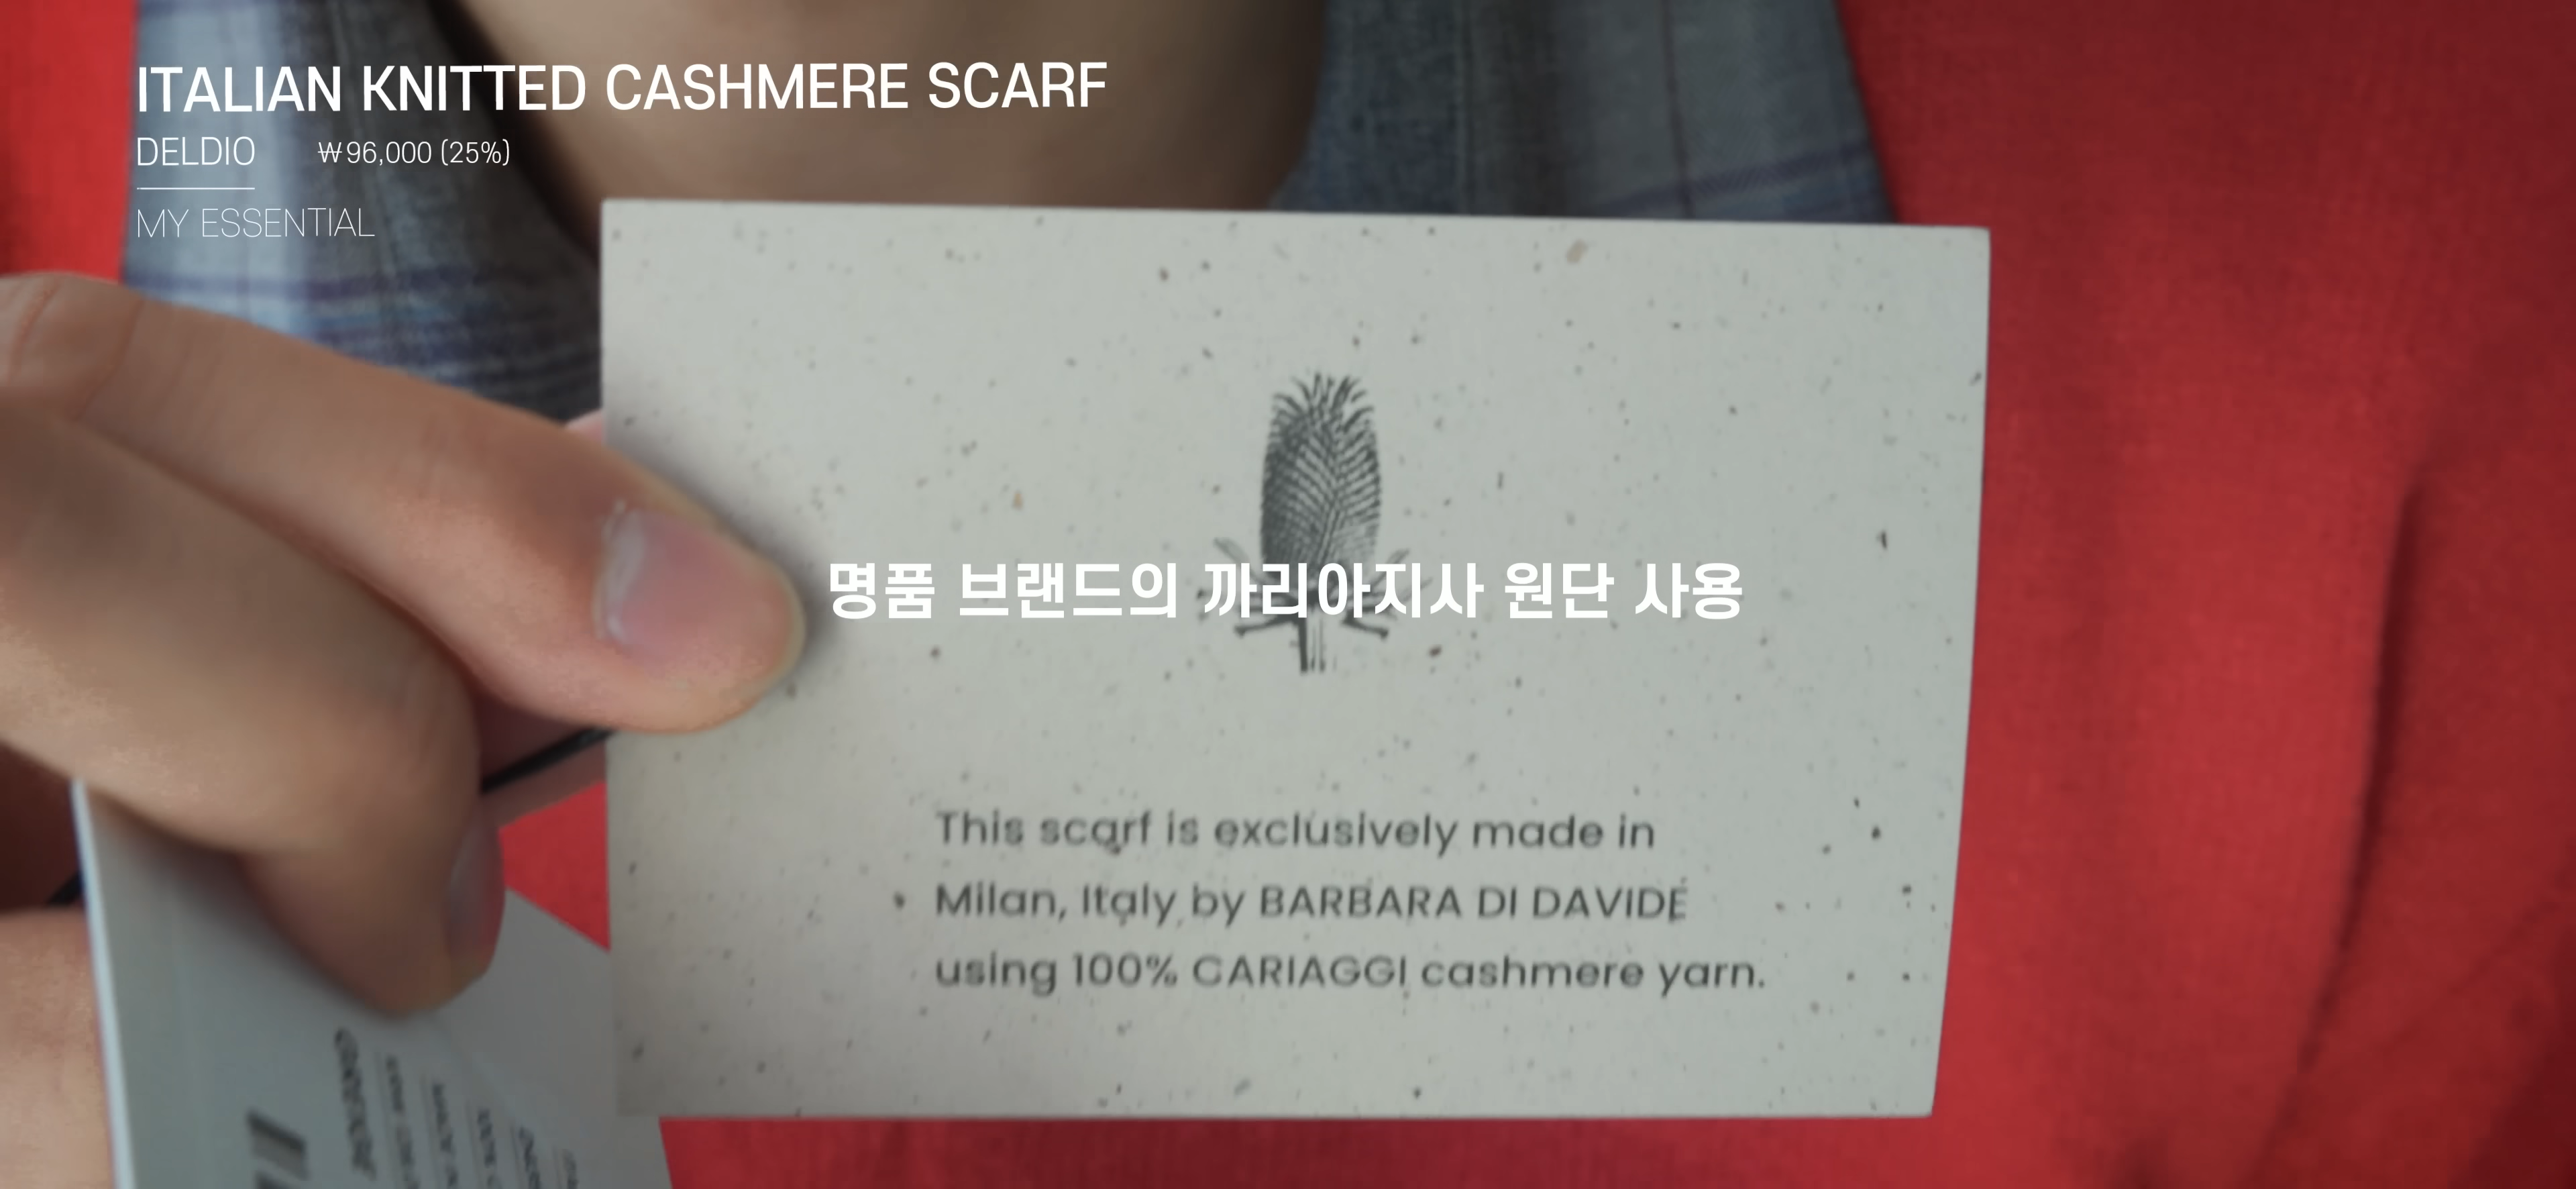 ITALIAN KNITTED CASHMERE SCARF
DELDIO ₩96,000 (25%)
MY ESSENTIAL
명품 브랜드의 까리아지사 원단 사용
This scarf is exclusively made in
Milan, Italy by BARBARA DI DAVIDE
using 100% CARIAGGI cashmere yarn.